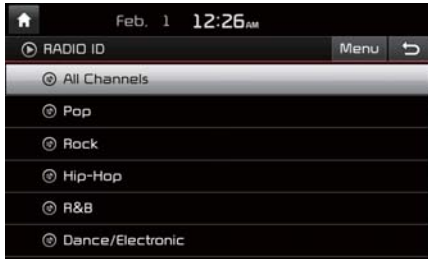 Feb. 1 12:26AM
RADIO ID Menu
All Channels
Pop
Rock
Hip-Hop
R&B
Dance/Electronic